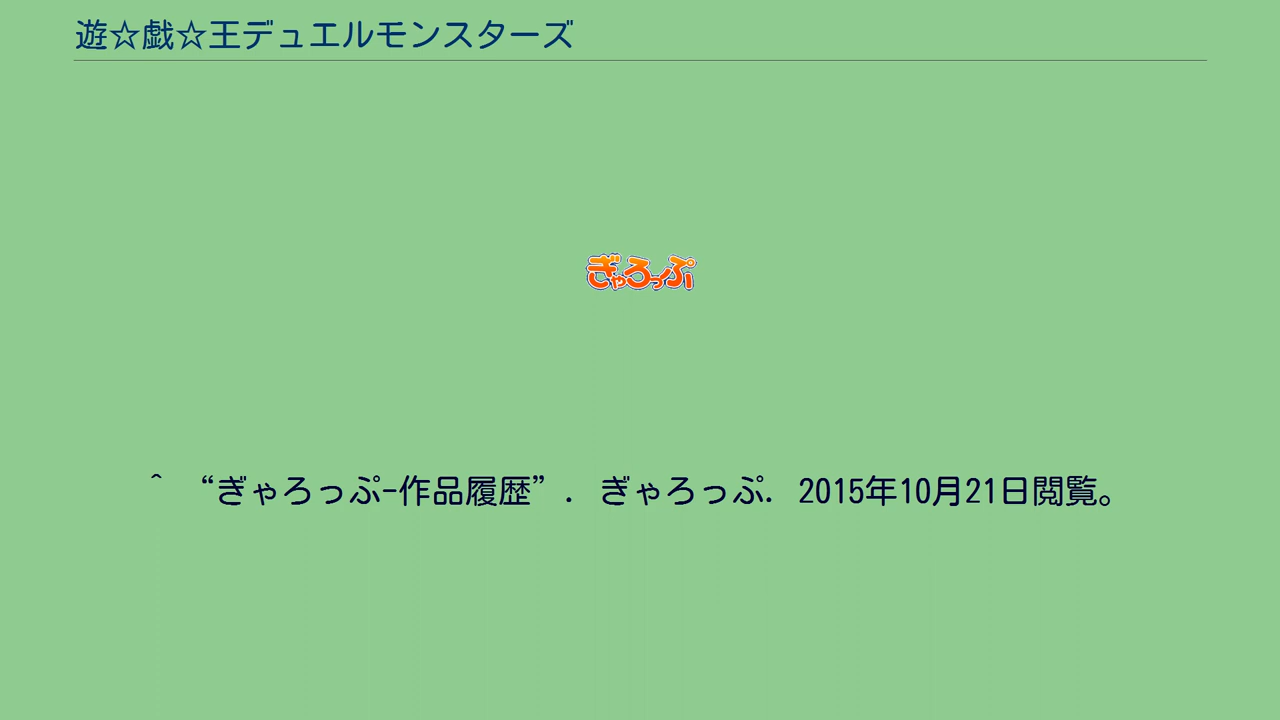 遊☆戯☆王デュエルモンスターズ
ぎゃろっぷ
^ “ぎゃろっぷ-作品履歴”. ぎゃろっぷ. 2015年10月21日閲覧。